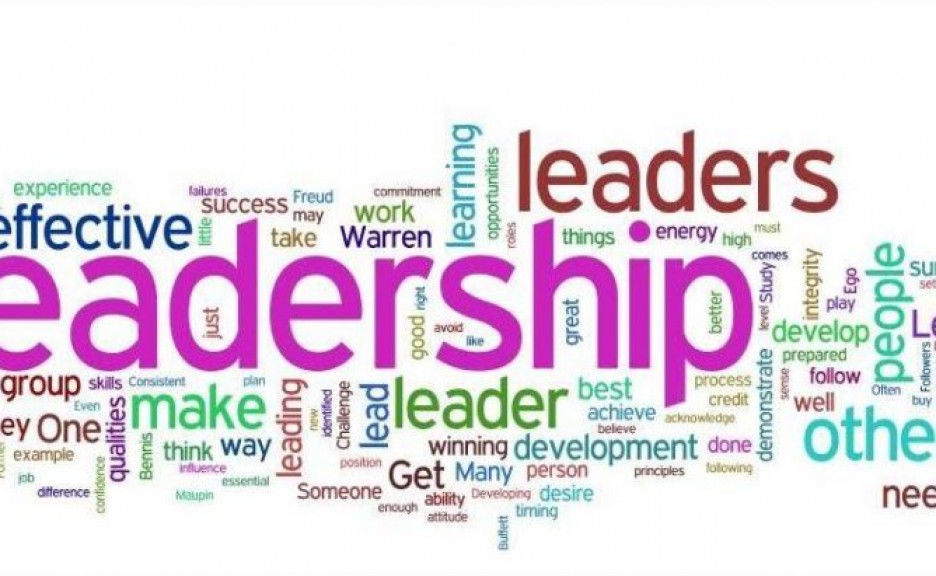 learning
leaders
experience
failures
success
Freud
may
commitment
work
opportunities
effective
little
take
Warren
roles
things
energy
high
must
eadership
just
good
right
avoid
like
great
better
comes
level
Study
integrity
Ego
play
people
su
set
develop
prepared
Le
Followers
group
skills
Consistent
plan
Even
make
leading
new
identified
Challenge
lead
leader
best
achieve
believe
process
credit
acknowledge
demonstrate
sense
follow
well
Often
buy
ey
One
qualities
Bennis
think
way
winning
development
done
othe
example
influence
essential
position
Get
Many
person
principles
following
job
difference
confidence
Maupin
Someone
enough
ability
attitude
Developing
desire
timing
Buffett
nee